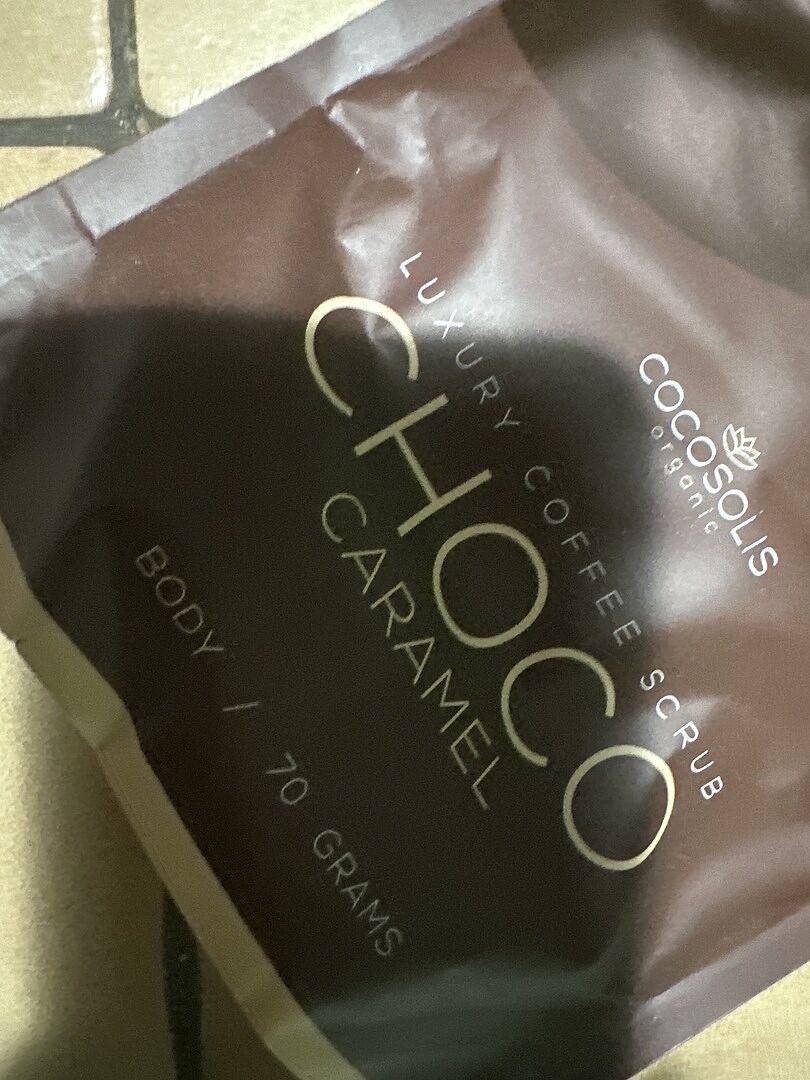 COCOSOLIS
organic
LUXURY COFFEE SCRUB
CHOCO
CARAMEL
BODY / 70 GRAMS